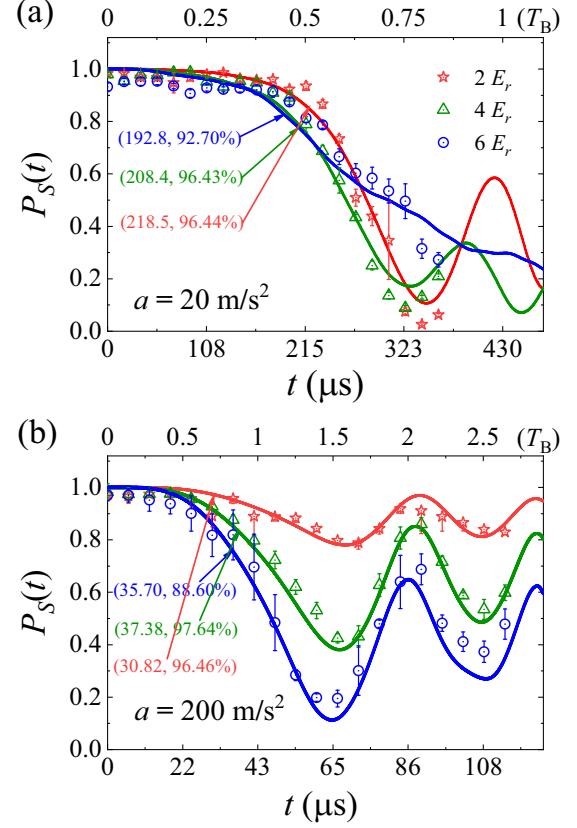 (a)
0 0.25 0.5 0.75 1 (T_B)
1.0
0.8
0.6
0.4
0.2
0.0
P_S(t)
2 E_r
4 E_r
6 E_r
(192.8, 92.70%)
(208.4, 96.43%)
(218.5, 96.44%)
a = 20 m/s²
0 108 215 323 430
t (μs)
(b)
0 0.5 1 1.5 2 2.5 (T_B)
1.0
0.8
0.6
0.4
0.2
0.0
P_S(t)
(35.70, 88.60%)
(37.38, 97.64%)
(30.82, 96.46%)
a = 200 m/s²
0 22 43 65 86 108
t (μs)